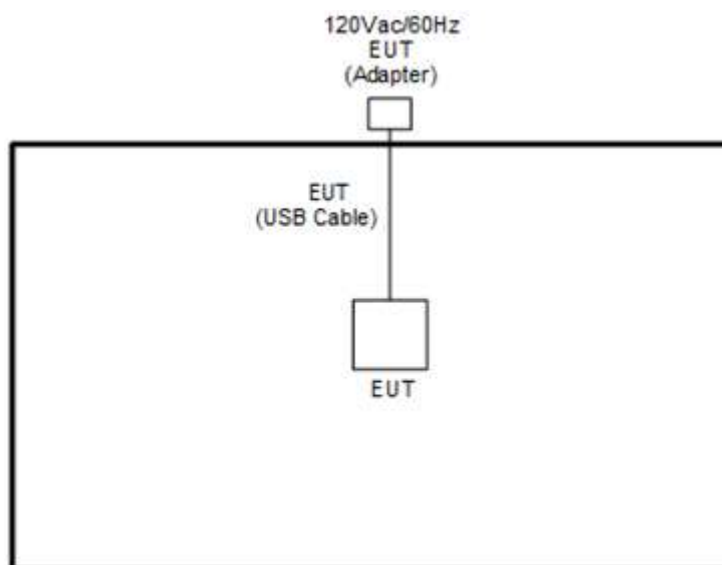 120Vac/60Hz
EUT
(Adapter)
EUT
(USB Cable)
EUT